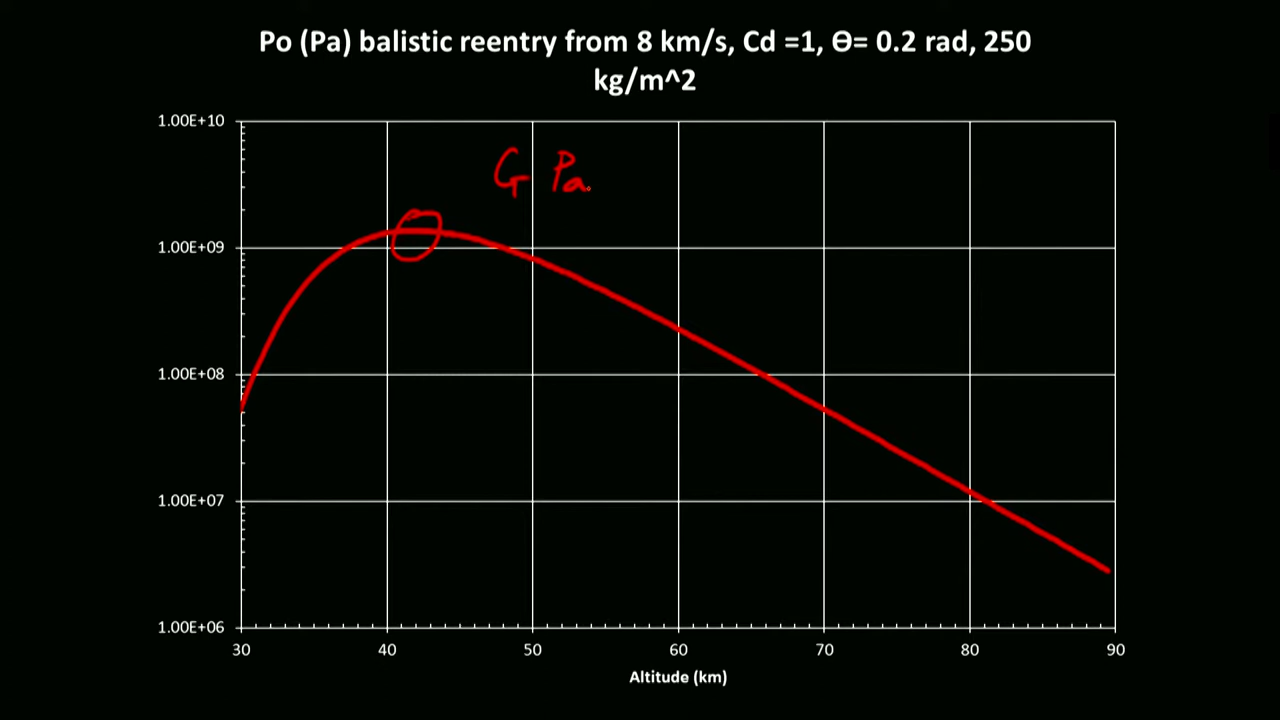 Po (Pa) balistic reentry from 8 km/s, Cd =1, Θ= 0.2 rad, 250
kg/m^2
1.00E+10
G Pa
1.00E+09
1.00E+08
1.00E+07
1.00E+06
30 40 50 60 70 80 90
Altitude (km)